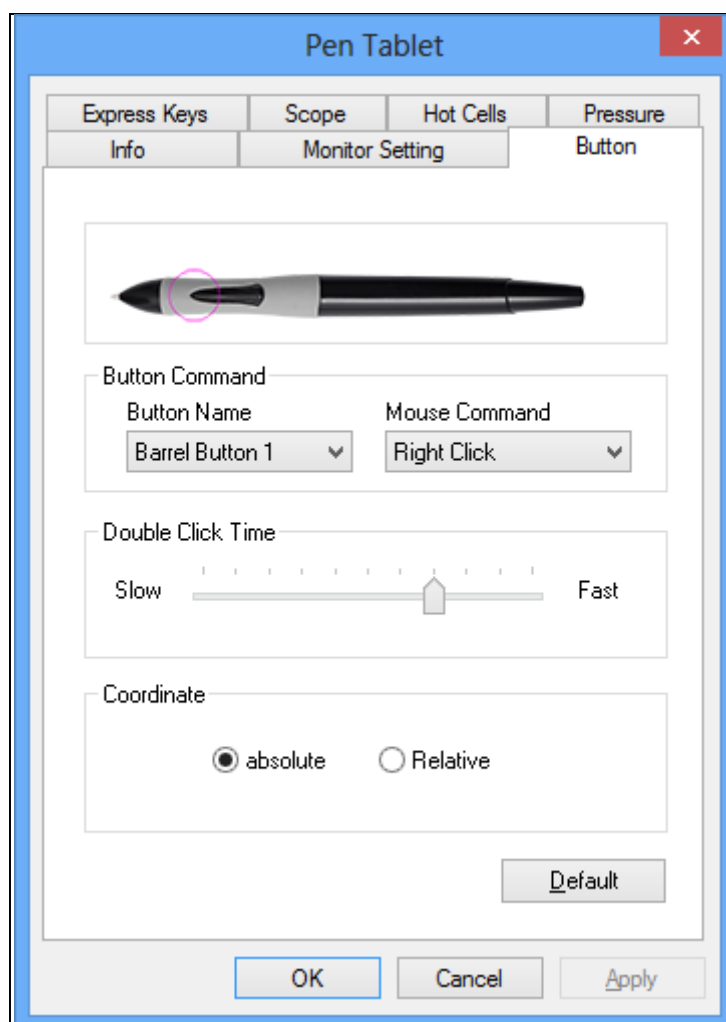 Pen Tablet
Express Keys Scope Hot Cells Pressure
Info Monitor Setting Button
Button Command
Button Name Mouse Command
Barrel Button 1 Right Click
Double Click Time
Slow Fast
Coordinate
absolute Relative
Default
OK Cancel Apply